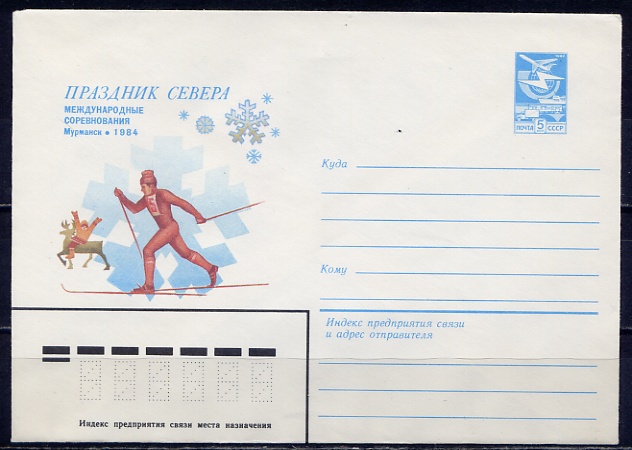 ПРАЗДНИК СЕВЕРА
МЕЖДУНАРОДНЫЕ
СОРЕВНОВАНИЯ
Мурманск • 1984
ПОЧТА 5 СССР
Куда
Кому
Индекс предприятия связи
и адрес отправителя
Индекс предприятия связи места назначения